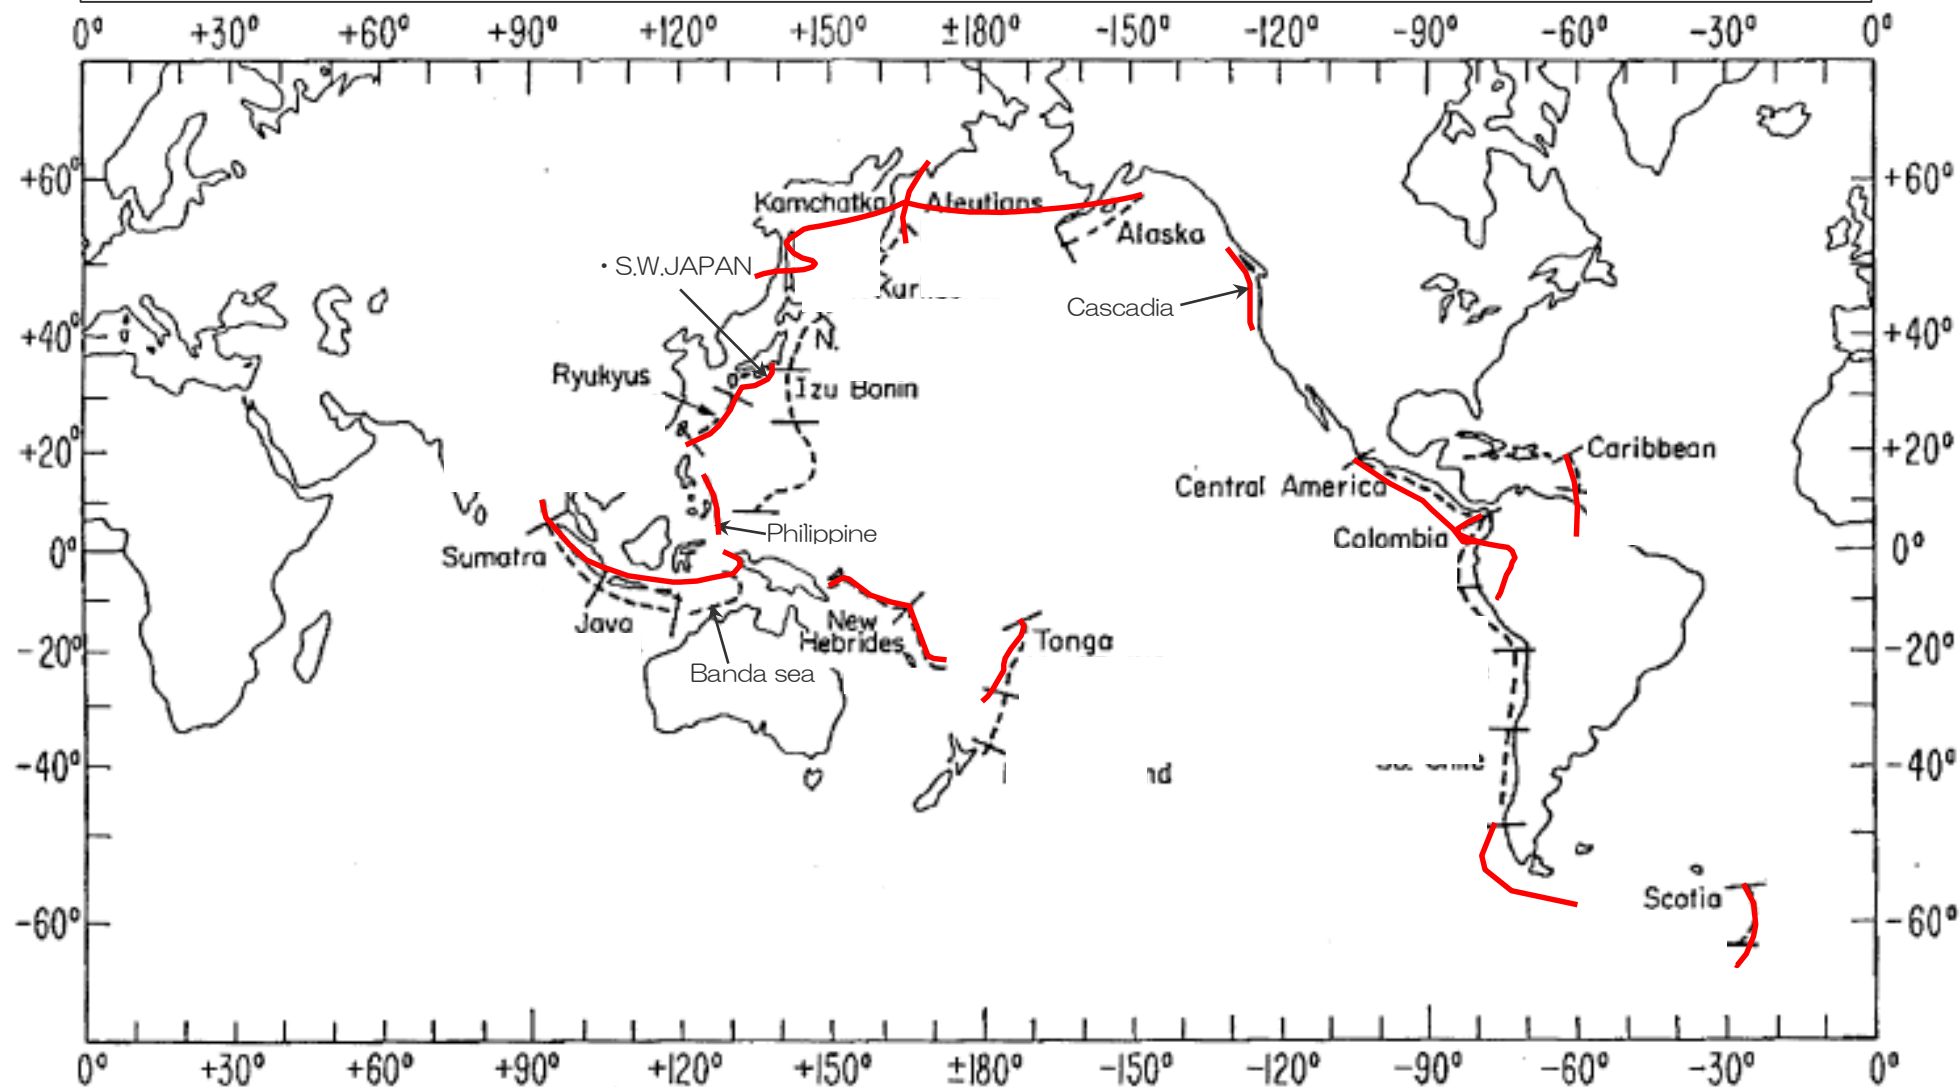 0° +30° +60° +90° +120° +150° ±180° -150° -120° -90° -60° -30° 0°
+60° +60°
Kamchatka Aleutians
Alaska
• S.W.JAPAN
Kur
Cascadia
+40° +40°
N.
Ryukyus
Izu Bonin
+20° +20°
Caribbean
Central America
Philippine
Colombia
0° 0°
Sumatra
Java
New
Hebrides
Tonga
-20° -20°
Banda sea
-40° -40°
nd
Scotia
-60° -60°
0° +30° +60° +90° +120° +150° ±180° -150° -120° -90° -60° -30° 0°